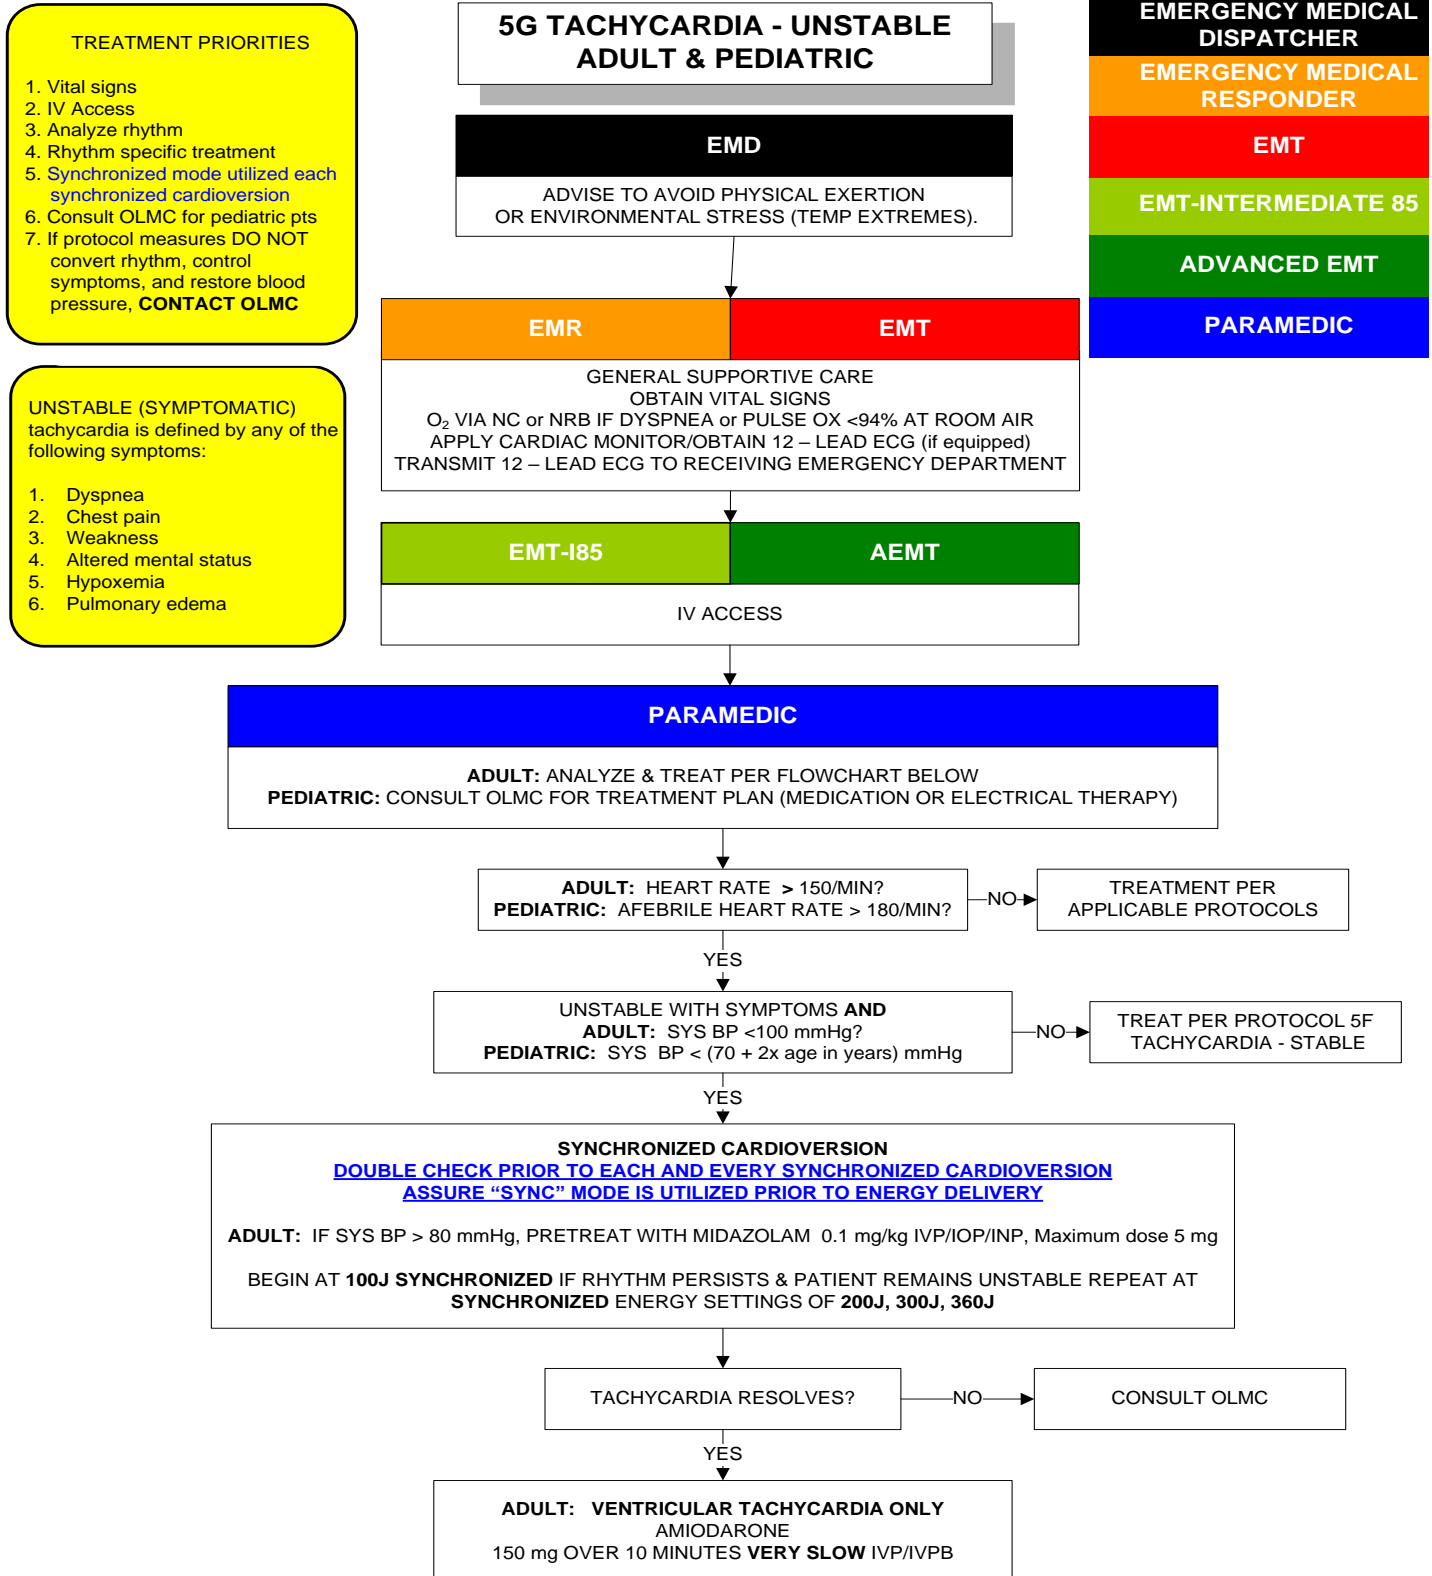 TREATMENT PRIORITIES
1. Vital signs
2. IV Access
3. Analyze rhythm
4. Rhythm specific treatment
5. Synchronized mode utilized each
synchronized cardioversion
6. Consult OLMC for pediatric pts
7. If protocol measures DO NOT
convert rhythm, control
symptoms, and restore blood
pressure, CONTACT OLMC
UNSTABLE (SYMPTOMATIC)
tachycardia is defined by any of the
following symptoms:
1. Dyspnea
2. Chest pain
3. Weakness
4. Altered mental status
5. Hypoxemia
6. Pulmonary edema
5G TACHYCARDIA - UNSTABLE
ADULT & PEDIATRIC
EMERGENCY MEDICAL
DISPATCHER
EMERGENCY MEDICAL
RESPONDER
EMT
EMT-INTERMEDIATE 85
ADVANCED EMT
PARAMEDIC
EMD
ADVISE TO AVOID PHYSICAL EXERTION
OR ENVIRONMENTAL STRESS (TEMP EXTREMES).
EMR
EMT
GENERAL SUPPORTIVE CARE
OBTAIN VITAL SIGNS
O₂ VIA NC or NRB IF DYSPNEA or PULSE OX <94% AT ROOM AIR
APPLY CARDIAC MONITOR/OBTAIN 12 – LEAD ECG (if equipped)
TRANSMIT 12 – LEAD ECG TO RECEIVING EMERGENCY DEPARTMENT
EMT-I85
AEMT
IV ACCESS
PARAMEDIC
ADULT: ANALYZE & TREAT PER FLOWCHART BELOW
PEDIATRIC: CONSULT OLMC FOR TREATMENT PLAN (MEDICATION OR ELECTRICAL THERAPY)
ADULT: HEART RATE > 150/MIN?
PEDIATRIC: AFEBRILE HEART RATE > 180/MIN?
NO
TREATMENT PER
APPLICABLE PROTOCOLS
YES
UNSTABLE WITH SYMPTOMS AND
ADULT: SYS BP <100 mmHg?
PEDIATRIC: SYS BP < (70 + 2x age in years) mmHg
NO
TREAT PER PROTOCOL 5F
TACHYCARDIA - STABLE
YES
SYNCHRONIZED CARDIOVERSION
DOUBLE CHECK PRIOR TO EACH AND EVERY SYNCHRONIZED CARDIOVERSION
ASSURE “SYNC” MODE IS UTILIZED PRIOR TO ENERGY DELIVERY
ADULT: IF SYS BP > 80 mmHg, PRETREAT WITH MIDAZOLAM 0.1 mg/kg IVP/IOP/INP, Maximum dose 5 mg
BEGIN AT 100J SYNCHRONIZED IF RHYTHM PERSISTS & PATIENT REMAINS UNSTABLE REPEAT AT
SYNCHRONIZED ENERGY SETTINGS OF 200J, 300J, 360J
TACHYCARDIA RESOLVES?
NO
CONSULT OLMC
YES
ADULT: VENTRICULAR TACHYCARDIA ONLY
AMIODARONE
150 mg OVER 10 MINUTES VERY SLOW IVP/IVPB